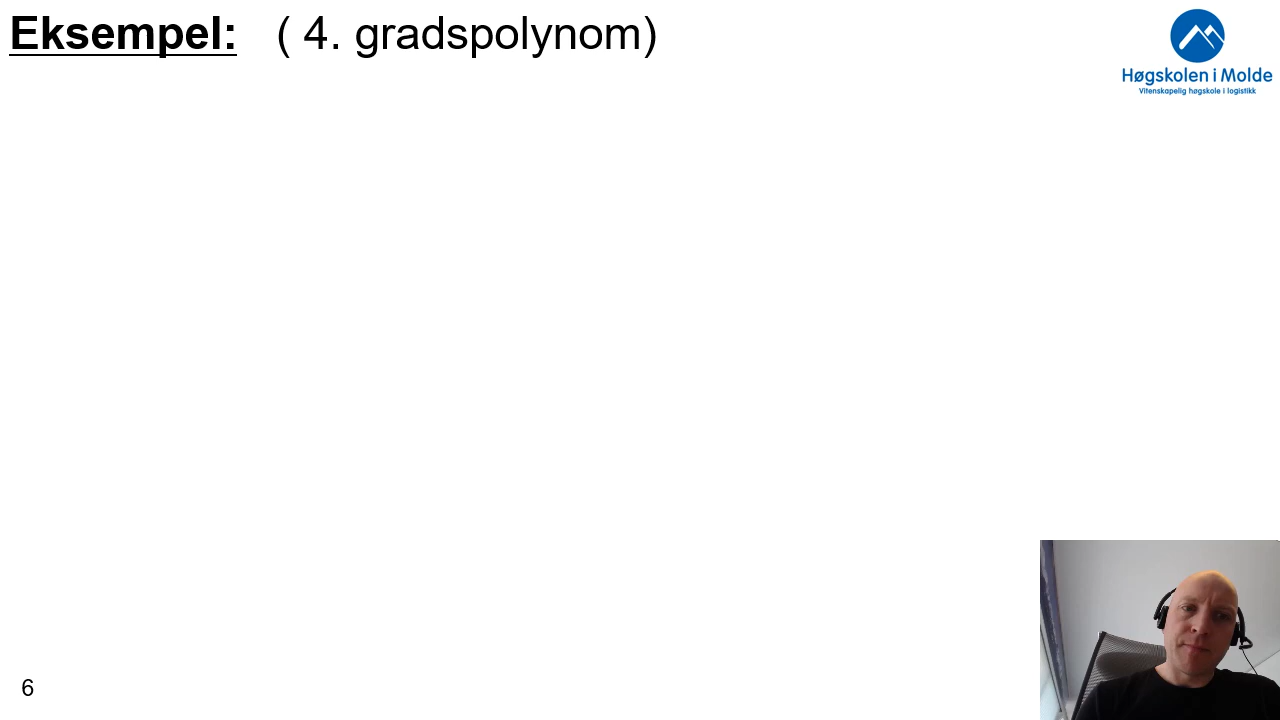 Eksempel: ( 4. gradspolynom)
Høgskolen i Molde
Vitenskapelig høgskole i logistikk
6